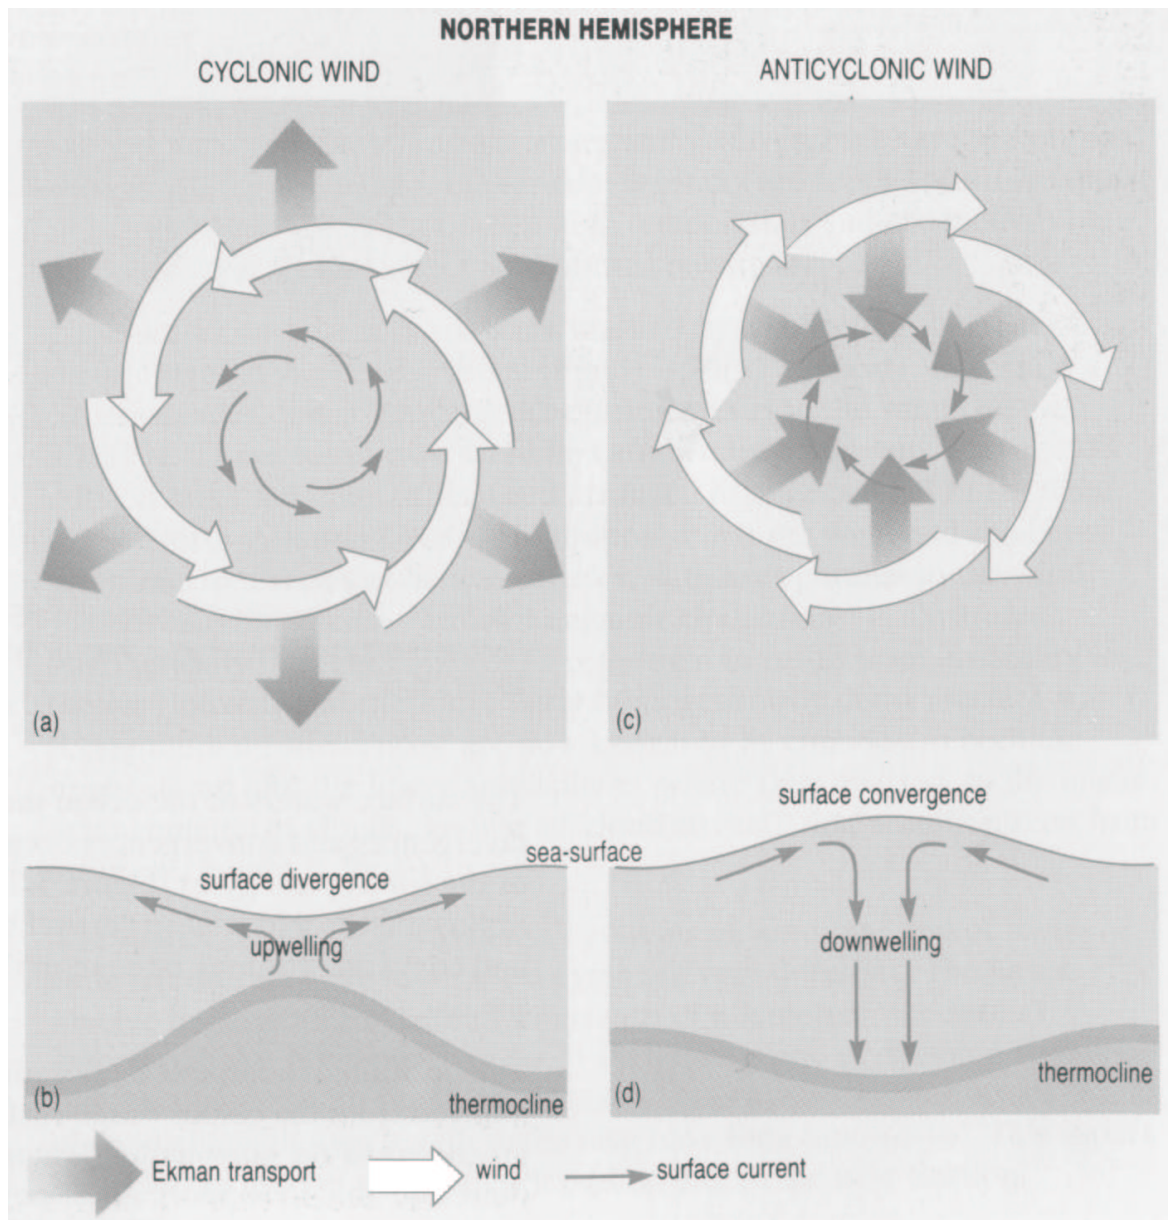 NORTHERN HEMISPHERE
CYCLONIC WIND
ANTICYCLONIC WIND
(a)
(c)
surface convergence
sea-surface
surface divergence
upwelling
downwelling
thermocline
(b)
(d)
thermocline
Ekman transport
wind
surface current